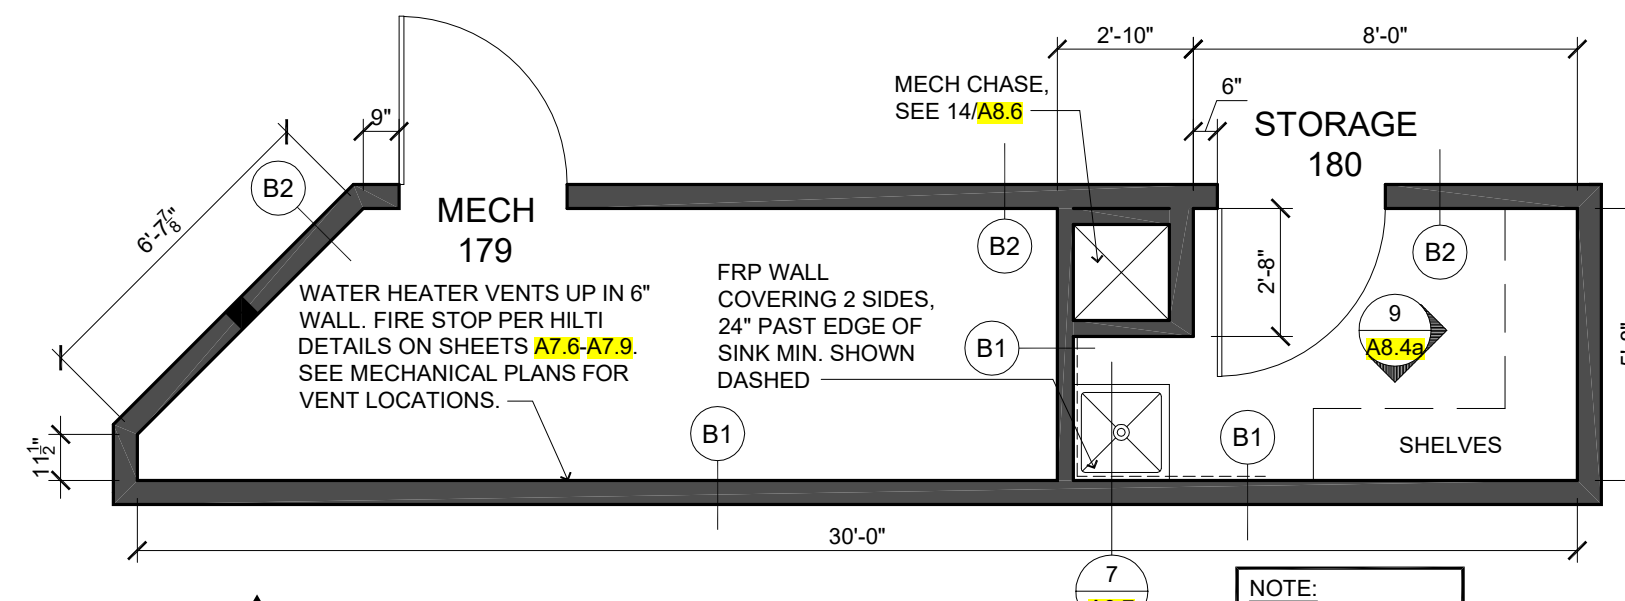 2'-10"
8'-0"
MECH CHASE,
SEE 14/A8.6
6"
9"
STORAGE
180
B2
MECH
179
6'-7 7/8"
B2
B2
2'-8"
WATER HEATER VENTS UP IN 6"
WALL. FIRE STOP PER HILTI
DETAILS ON SHEETS A7.6-A7.9.
SEE MECHANICAL PLANS FOR
VENT LOCATIONS.
FRP WALL
COVERING 2 SIDES,
24" PAST EDGE OF
SINK MIN. SHOWN
DASHED
B1
9
A8.4a
B1
B1
SHELVES
11 1/2"
30'-0"
7
NOTE: